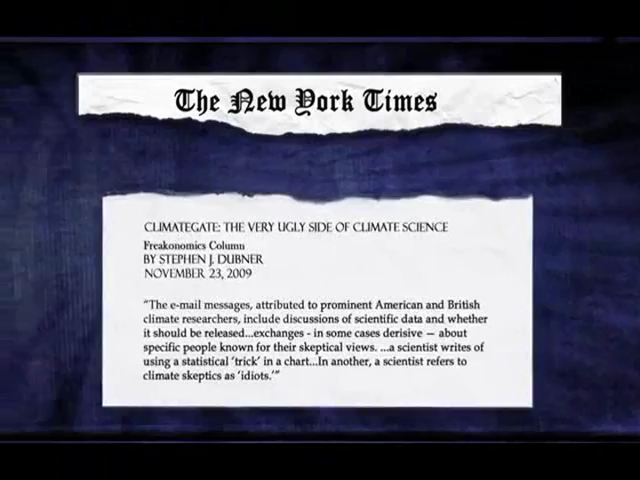 The New York Times
CLIMATEGATE: THE VERY UGLY SIDE OF CLIMATE SCIENCE
Freakonomics Column
BY STEPHEN J. DUBNER
NOVEMBER 23, 2009
"The e-mail messages, attributed to prominent American and British
climate researchers, include discussions of scientific data and whether
it should be released...exchanges - in some cases derisive — about
specific people known for their skeptical views. ...a scientist writes of
using a statistical 'trick' in a chart...In another, a scientist refers to
climate skeptics as 'idiots.'"